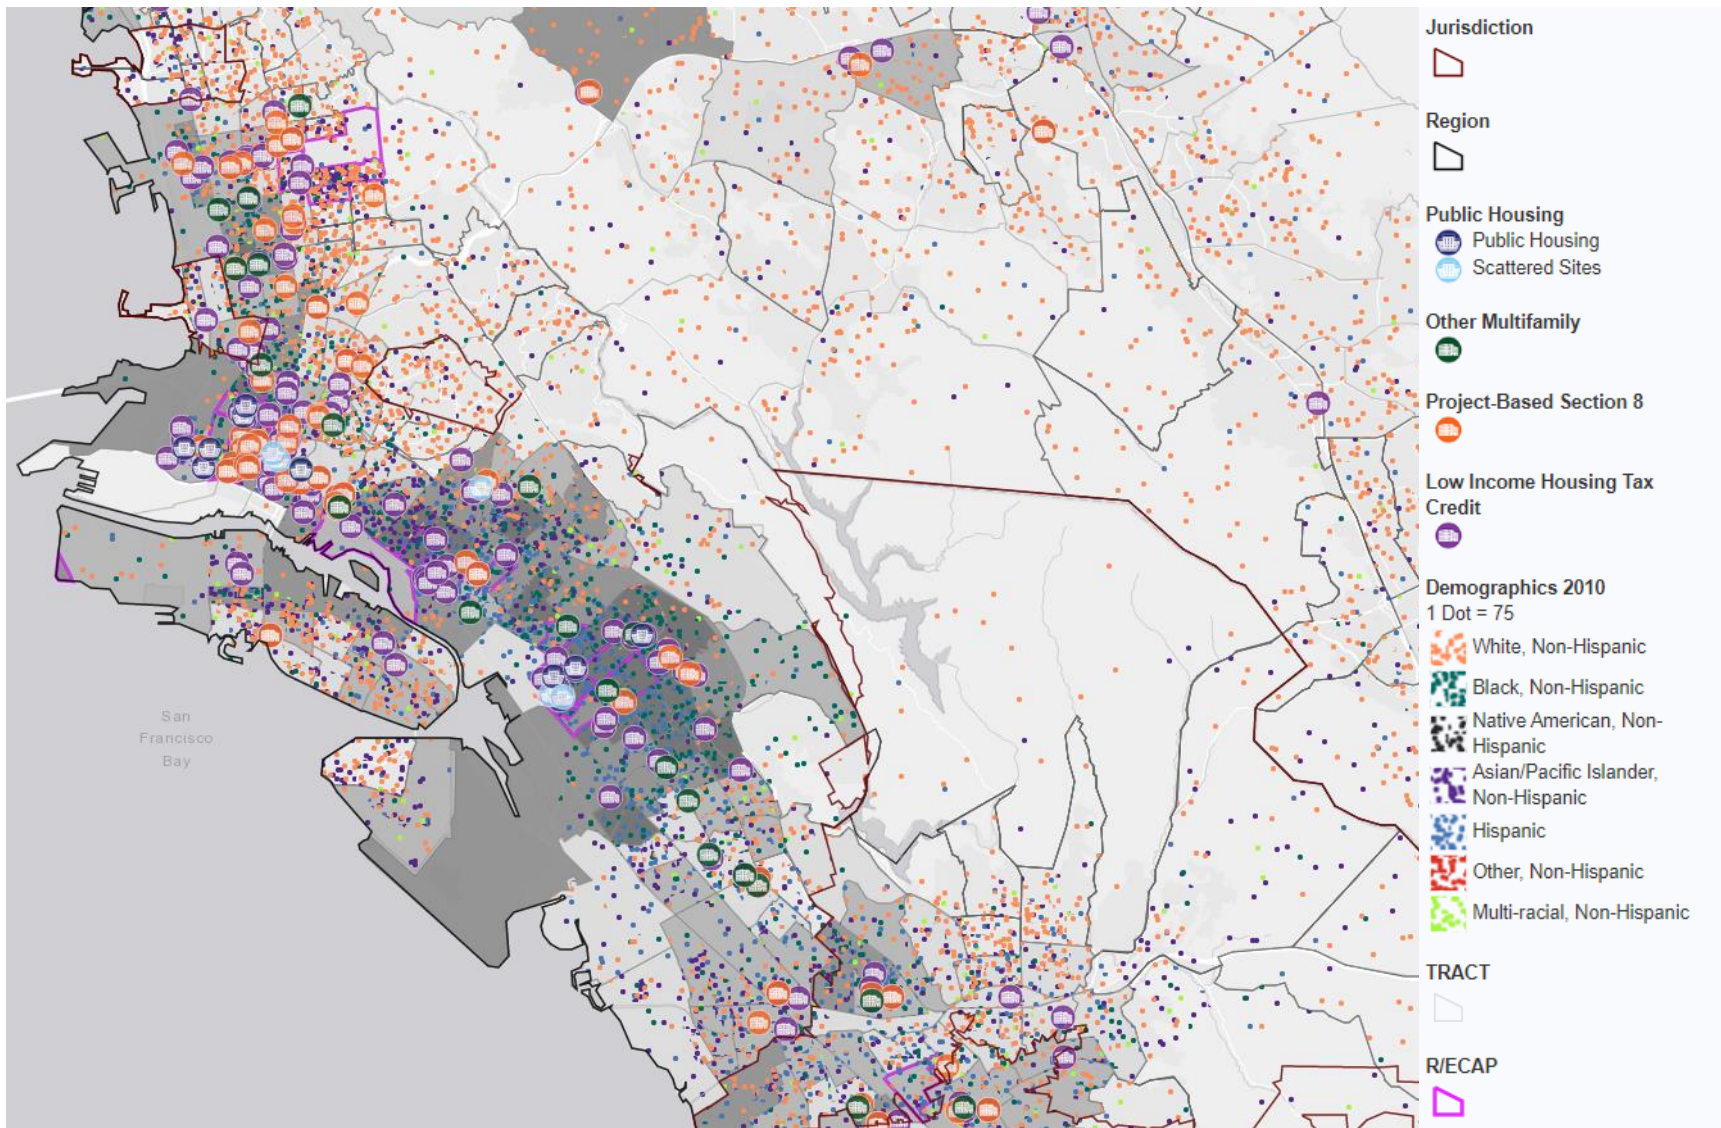 San
Francisco
Bay
Jurisdiction
Region
Public Housing
Public Housing
Scattered Sites
Other Multifamily
Project-Based Section 8
Low Income Housing Tax
Credit
Demographics 2010
1 Dot = 75
White, Non-Hispanic
Black, Non-Hispanic
Native American, Non-
Hispanic
Asian/Pacific Islander,
Non-Hispanic
Hispanic
Other, Non-Hispanic
Multi-racial, Non-Hispanic
TRACT
R/ECAP